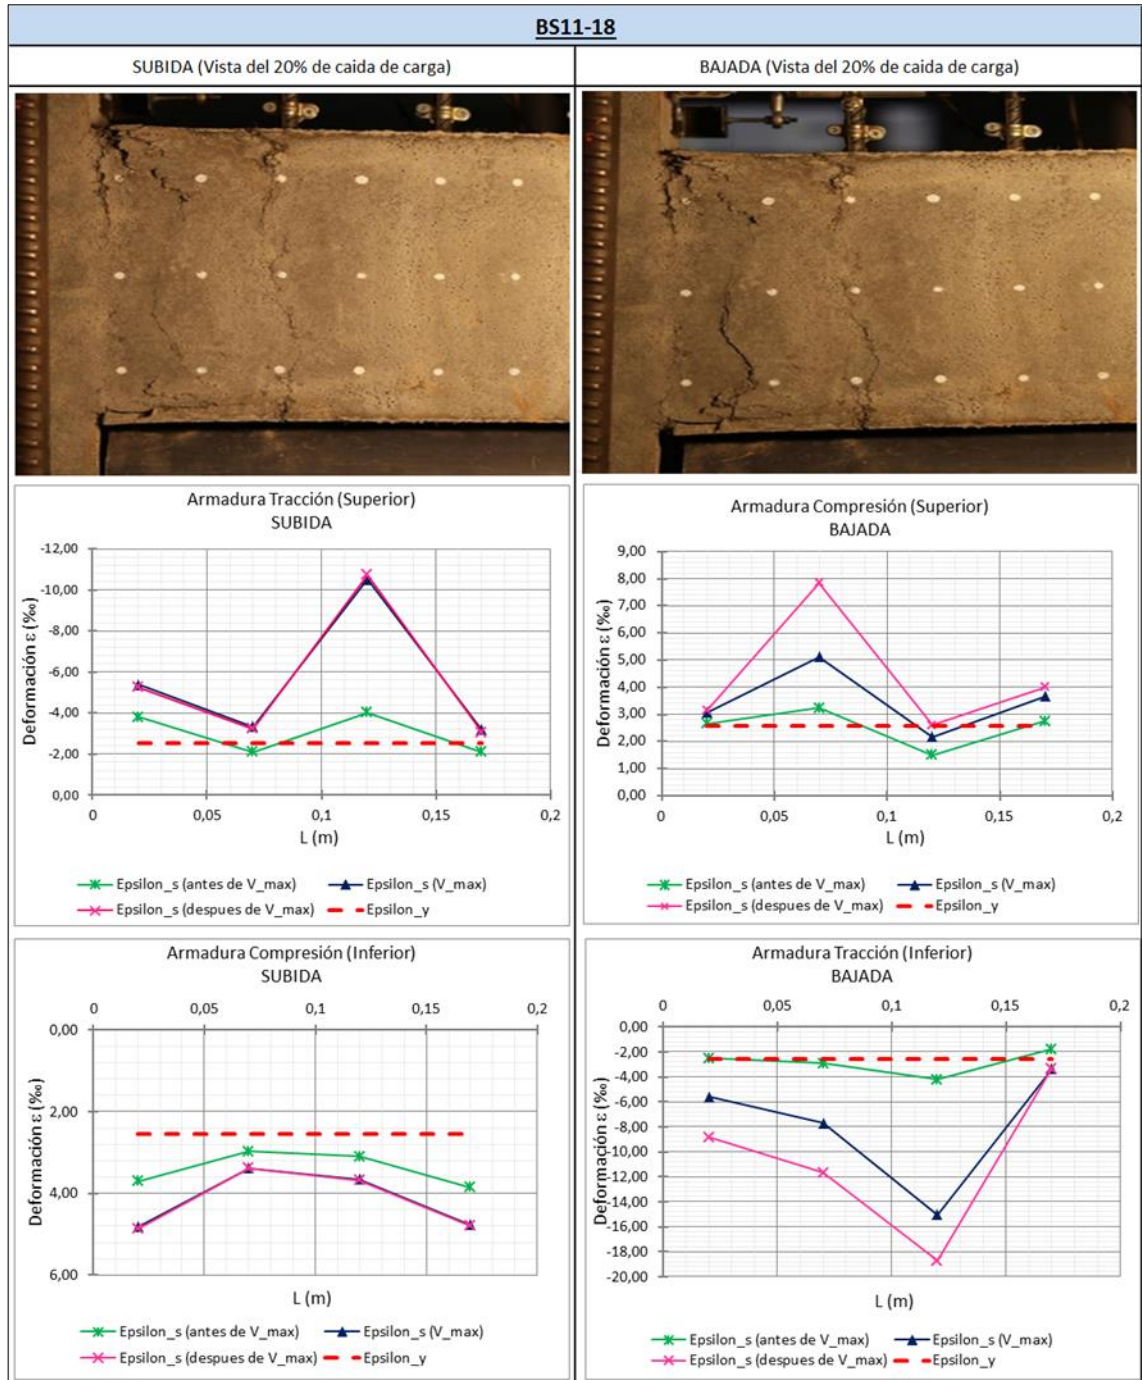 BS11-18
SUBIDA (Vista del 20% de caida de carga)
BAJADA (Vista del 20% de caida de carga)
Armadura Tracción (Superior)
SUBIDA
-12,00
-10,00
-8,00
-6,00
-4,00
-2,00
0,00
Deformación ε (‰)
0
0,05
0,1
0,15
0,2
L (m)
Epsilon_s (antes de V_max)
Epsilon_s (V_max)
Epsilon_s (despues de V_max)
Epsilon_y
Armadura Compresión (Superior)
BAJADA
9,00
8,00
7,00
6,00
5,00
4,00
3,00
2,00
1,00
0,00
Deformación ε (‰)
0
0,05
0,1
0,15
0,2
L (m)
Epsilon_s (antes de V_max)
Epsilon_s (V_max)
Epsilon_s (despues de V_max)
Epsilon_y
Armadura Compresión (Inferior)
SUBIDA
0
0,05
0,1
0,15
0,2
0,00
2,00
4,00
6,00
Deformación ε (‰)
L (m)
Epsilon_s (antes de V_max)
Epsilon_s (V_max)
Epsilon_s (despues de V_max)
Epsilon_y
Armadura Tracción (Inferior)
BAJADA
0
0,05
0,1
0,15
0,2
0,00
-2,00
-4,00
-6,00
-8,00
-10,00
-12,00
-14,00
-16,00
-18,00
-20,00
Deformación ε (‰)
L (m)
Epsilon_s (antes de V_max)
Epsilon_s (V_max)
Epsilon_s (despues de V_max)
Epsilon_y